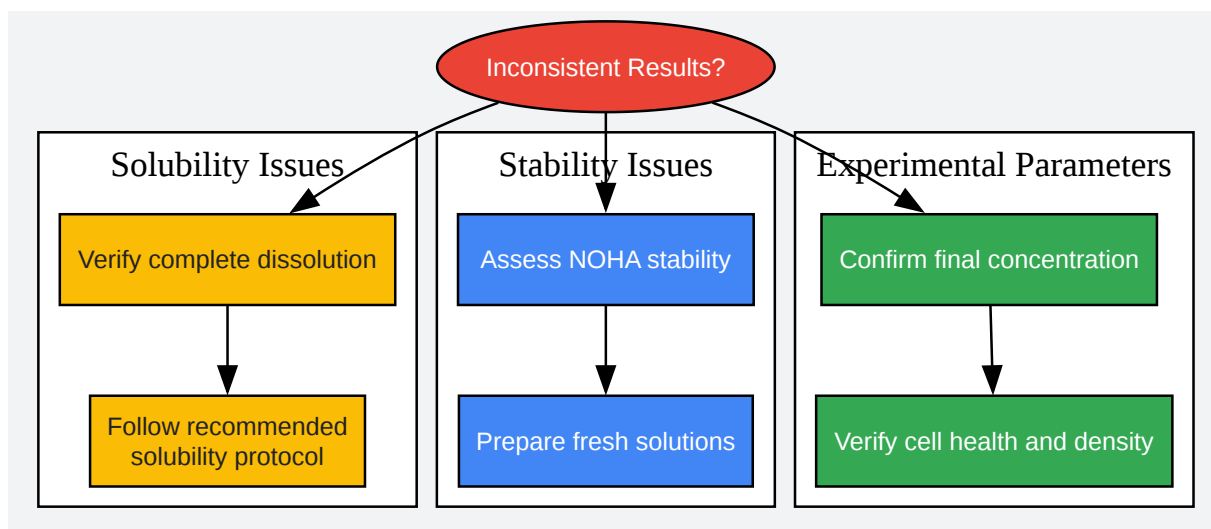 Inconsistent Results?
Solubility Issues
Verify complete dissolution
Follow recommended
solubility protocol
Stability Issues
Assess NOHA stability
Prepare fresh solutions
Experimental Parameters
Confirm final concentration
Verify cell health and density